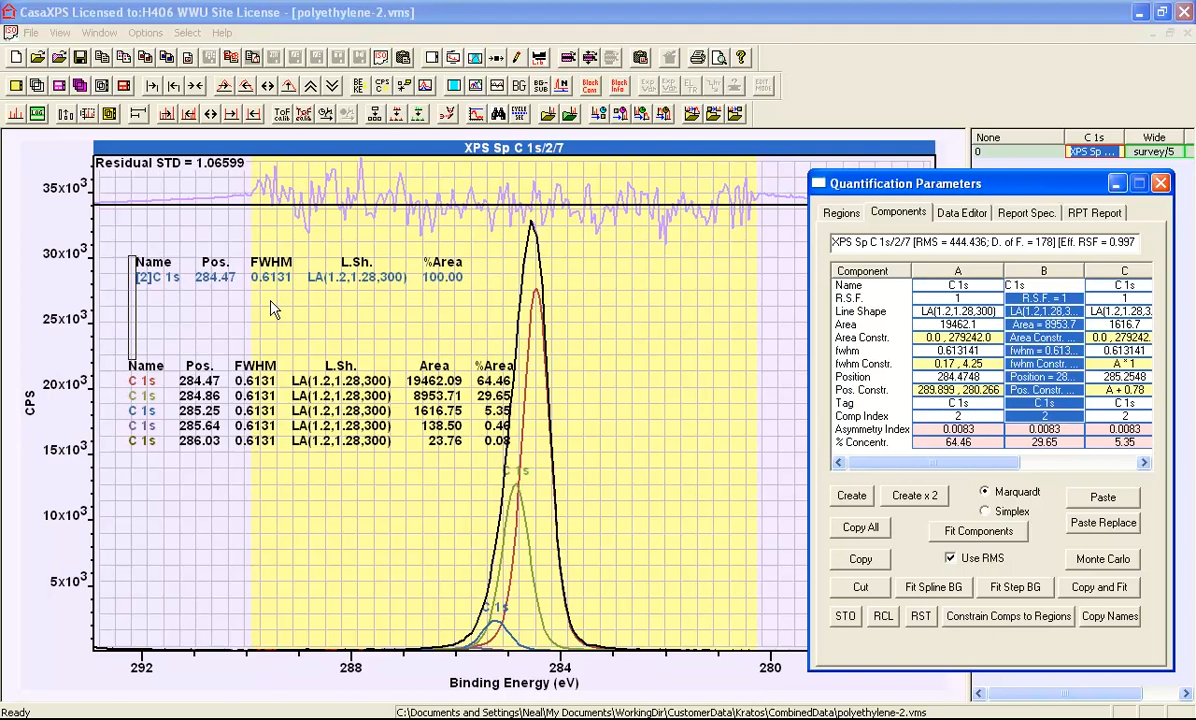 CasaXPS Licensed to:H406 WWU Site License - [polyethylene-2.vms]
File View Window Options Select Help
XPS Sp C 1s/2/7
Residual STD = 1.06599
35x10³
30x10³
25x10³
20x10³
15x10³
10x10³
5x10³
CPS
Name Pos. FWHM L.Sh. %Area
[2]C 1s 284.47 0.6131 LA(1.2,1.28,300) 100.00
Name Pos. FWHM L.Sh. Area %Area
C 1s 284.47 0.6131 LA(1.2,1.28,300) 19462.09 64.46
C 1s 284.86 0.6131 LA(1.2,1.28,300) 8953.71 29.65
C 1s 285.25 0.6131 LA(1.2,1.28,300) 1616.75 5.35
C 1s 285.64 0.6131 LA(1.2,1.28,300) 138.50 0.46
C 1s 286.03 0.6131 LA(1.2,1.28,300) 23.76 0.08
C 1s
C 1s
292 288 284 280
Binding Energy (eV)
None C 1s Wide
0 XPS Sp ... survey/5
Quantification Parameters
Regions Components Data Editor Report Spec. RPT Report
XPS Sp C 1s/2/7 [RMS = 444.436; D. of F. = 178] [Eff. RSF = 0.997
Component A B C
Name C 1s C 1s C 1s
R.S.F. 1 R.S.F. = 1 1
Line Shape LA(1.2,1.28,300) LA(1.2,1.28,3... LA(1.2,1.28,3
Area 19462.1 Area = 8953.7 1616.7
Area Constr. 0.0 , 279242.0 Area Constr... 0.0 , 279242.
fwhm 0.613141 fwhm = 0.613... 0.613141
fwhm Constr. 0.17 , 4.25 fwhm Constr... A * 1
Position 284.4748 Position = 28... 285.2548
Pos. Constr. 289.899 , 280.266 Pos. Constr... A + 0.78
Tag C 1s C 1s C 1s
Comp Index 2 2 2
Asymmetry Index 0.0083 0.0083 0.0083
% Concentr. 64.46 29.65 5.35
Create Create x 2 Marquardt Paste
Simplex
Copy All Fit Components Paste Replace
Copy Use RMS Monte Carlo
Cut Fit Spline BG Fit Step BG Copy and Fit
STO RCL RST Constrain Comps to Regions Copy Names
Ready C:\Documents and Settings\Neal\My Documents\WorkingDir\CustomerData\Kratos\CombinedData\polyethylene-2.vms